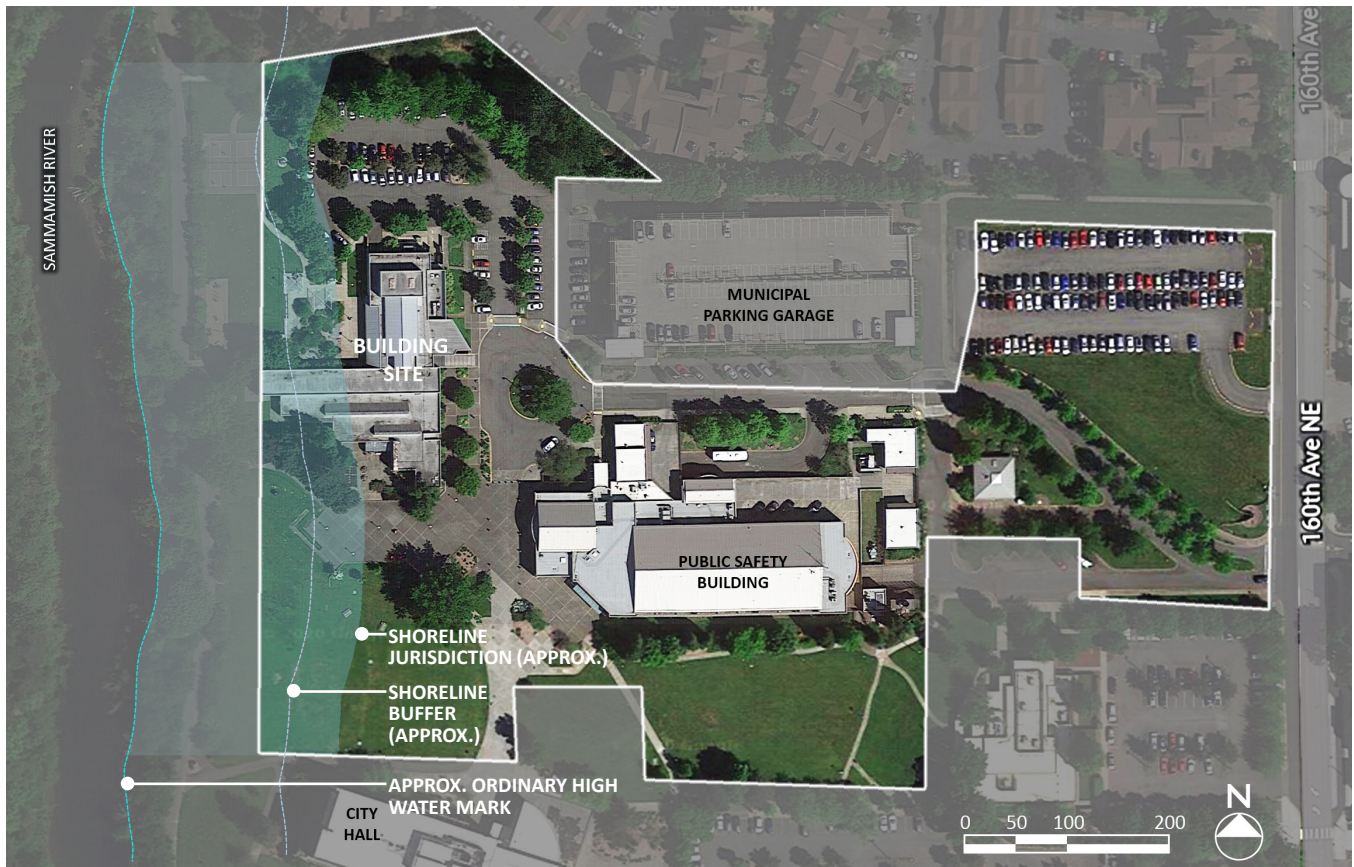 160th Ave
SAMMAMISH RIVER
MUNICIPAL
PARKING GARAGE
BUILDING
SITE
160th Ave NE
PUBLIC SAFETY
BUILDING
SHORELINE
JURISDICTION (APPROX.)
SHORELINE
BUFFER
(APPROX.)
APPROX. ORDINARY HIGH
WATER MARK
CITY
HALL
N
0 50 100 200